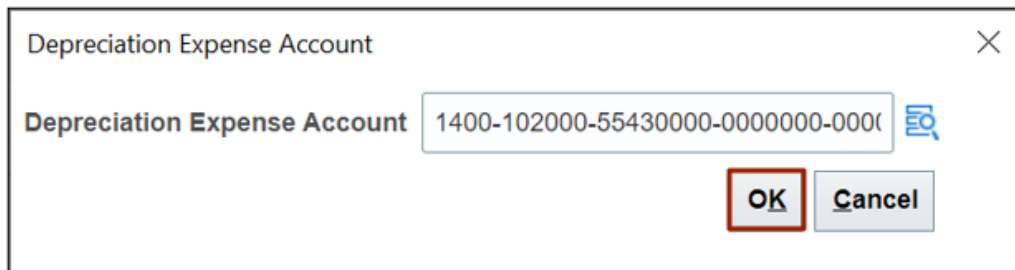 Depreciation Expense Account
Depreciation Expense Account 1400-102000-55430000-0000000-000(
OK Cancel